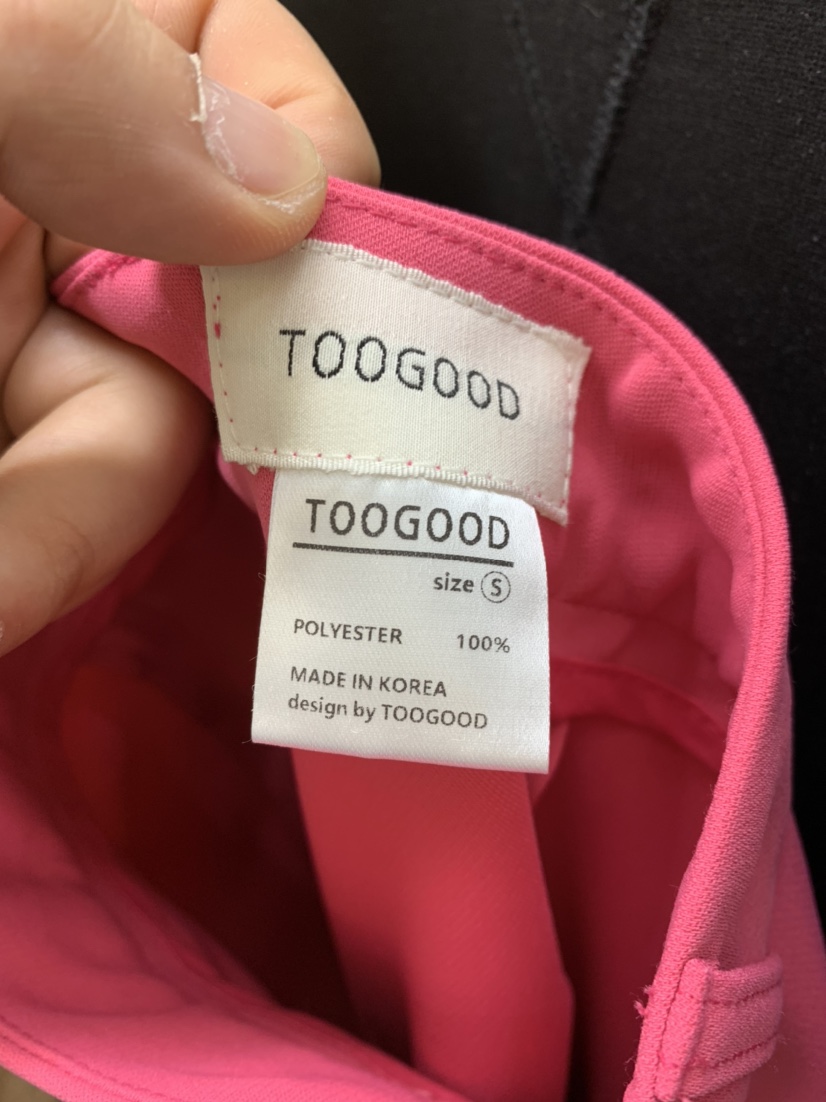 TOOGOOD
TOOGOOD
size Ⓢ
POLYESTER 100%
MADE IN KOREA
design by TOOGOOD